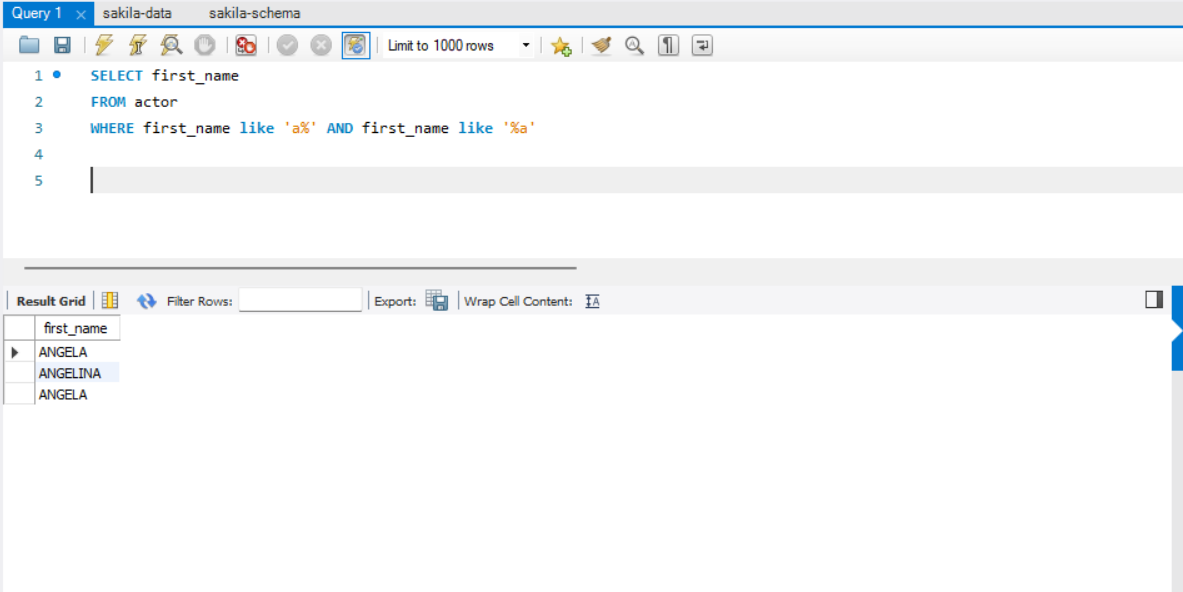 Query 1 sakila-data sakila-schema
Limit to 1000 rows
1 SELECT first_name
2 FROM actor
3 WHERE first_name like 'a%' AND first_name like '%a'
4
5
Result Grid Filter Rows: Export: Wrap Cell Content:
first_name
ANGELA
ANGELINA
ANGELA